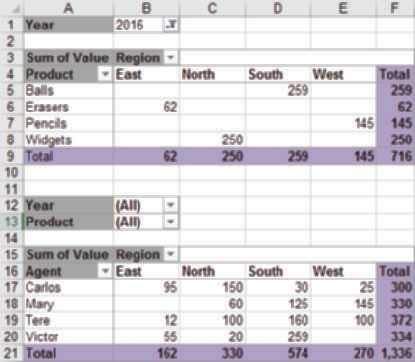 A B C D E F
1 Year 2016
2
3 Sum of Value Region
4 Product East North South West Total
5 Balls 259 259
6 Erasers 62 62
7 Pencils 145 145
8 Widgets 250 250
9 Total 62 250 259 145 716
10
11
12 Year (All)
13 Product (All)
14
15 Sum of Value Region
16 Agent East North South West Total
17 Carlos 95 150 30 25 300
18 Mary 60 125 145 330
19 Tere 12 100 160 100 372
20 Victor 55 20 259 334
21 Total 162 330 574 270 1,336